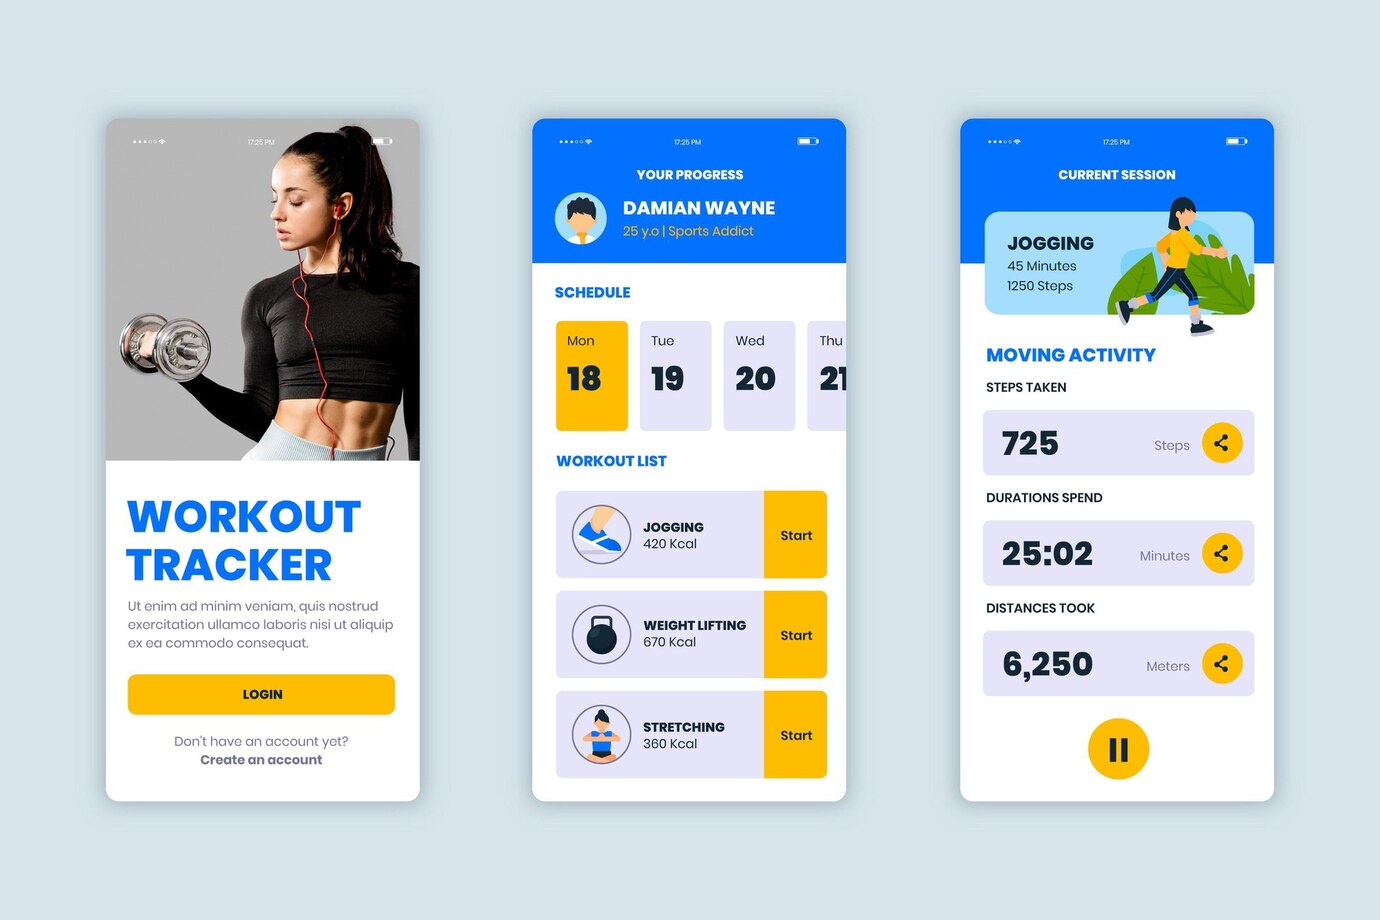 17:25 PM
WORKOUT
TRACKER
Ut enim ad minim veniam, quis nostrud
exercitation ullamco laboris nisi ut aliquip
ex ea commodo consequat.
LOGIN
Don't have an account yet?
Create an account
17:25 PM
YOUR PROGRESS
DAMIAN WAYNE
25 y.o | Sports Addict
SCHEDULE
Mon Tue Wed Thu
18 19 20 21
WORKOUT LIST
JOGGING
420 Kcal
Start
WEIGHT LIFTING
670 Kcal
Start
STRETCHING
360 Kcal
Start
17:25 PM
CURRENT SESSION
JOGGING
45 Minutes
1250 Steps
MOVING ACTIVITY
STEPS TAKEN
725 Steps
DURATIONS SPEND
25:02 Minutes
DISTANCES TOOK
6,250 Meters